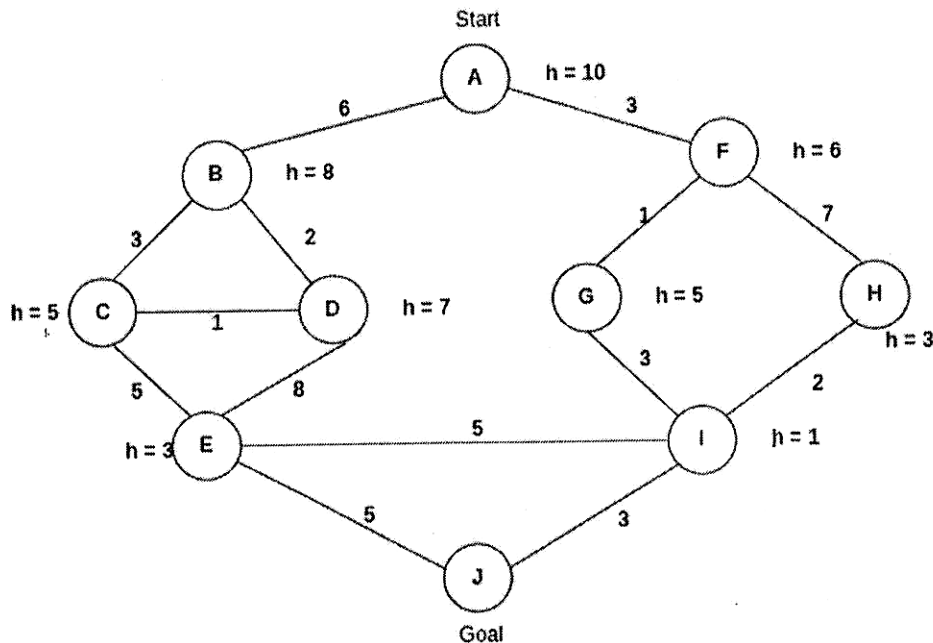 Start
A
h = 10
6
3
B
h = 8
F
h = 6
3
2
1
7
h = 5
C
1
D
h = 7
G
h = 5
H
h = 3
5
8
3
2
h = 3
E
5
I
h = 1
5
3
J
Goal